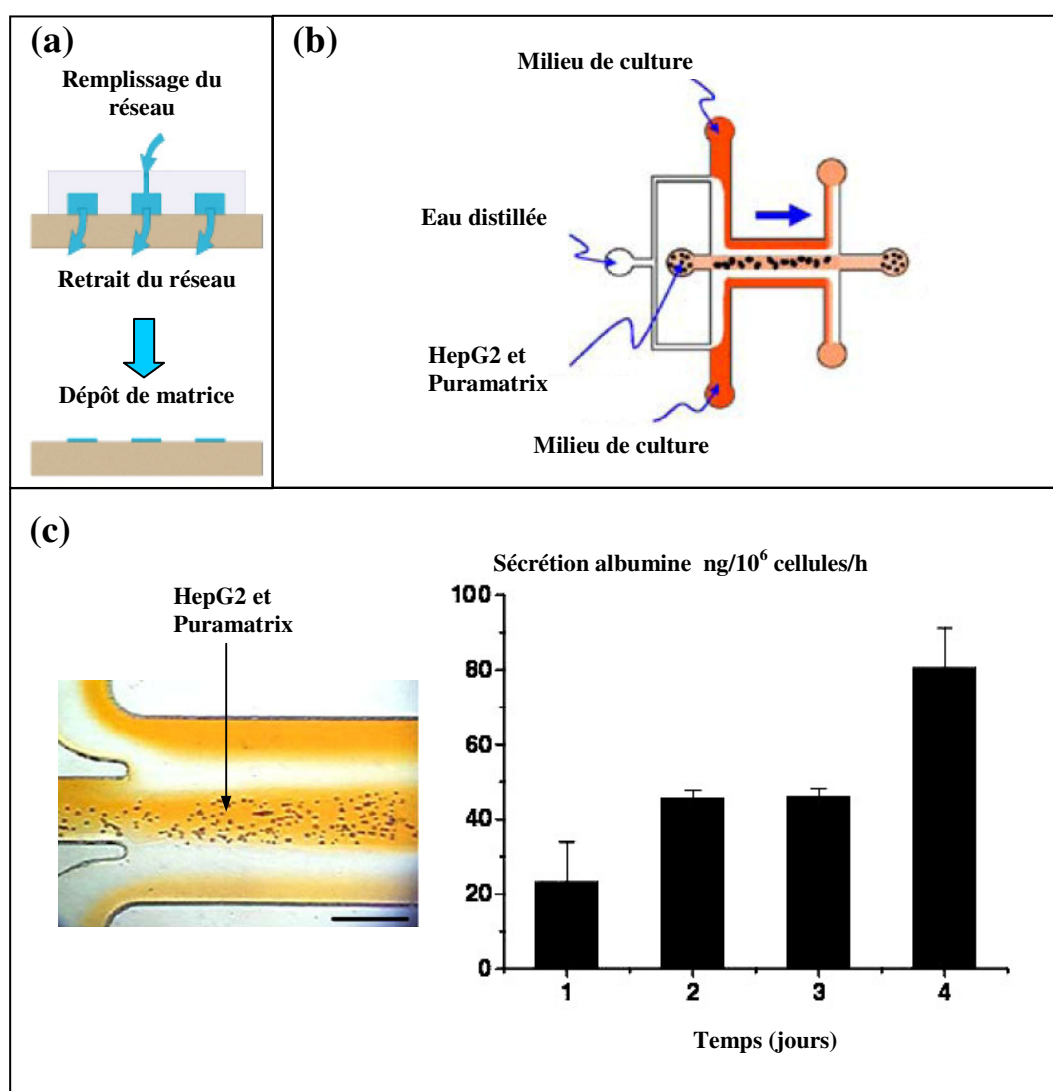 (a)
Remplissage du
réseau
Retrait du réseau
Dépôt de matrice
(b)
Milieu de culture
Eau distillée
HepG2 et
Puramatrix
Milieu de culture
(c)
HepG2 et
Puramatrix
Sécrétion albumine ng/10⁶ cellules/h
100
80
60
40
20
0
1 2 3 4
Temps (jours)